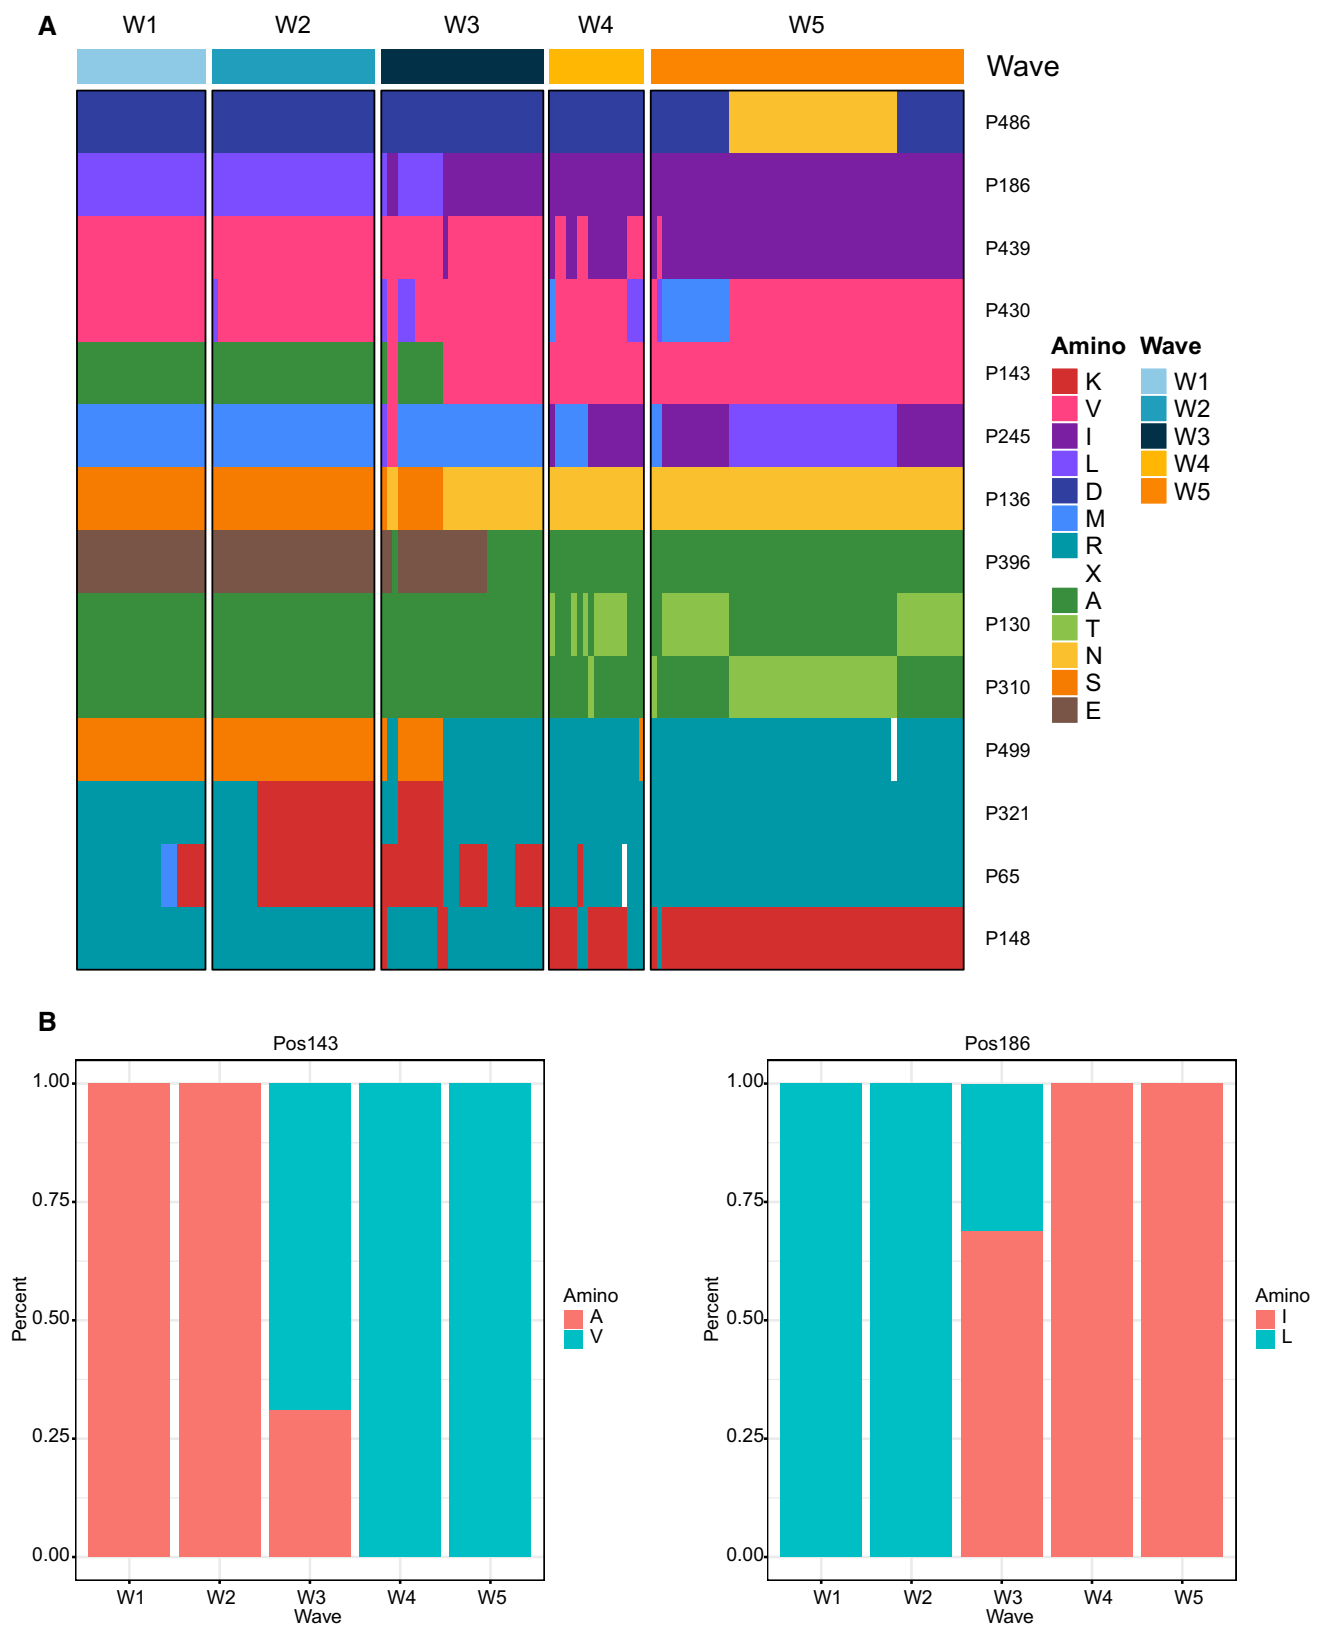 A
W1 W2 W3 W4 W5
Wave
P486
P186
P439
P430
P143
P245
P136
P396
P130
P310
P499
P321
P65
P148
Amino Wave
K W1
V W2
I W3
L W4
D W5
M
R
X
A
T
N
S
E
B
Pos143
1.00
0.75
0.50
0.25
0.00
Percent
W1 W2 W3 W4 W5
Wave
Amino
A
V
Pos186
1.00
0.75
0.50
0.25
0.00
Percent
W1 W2 W3 W4 W5
Wave
Amino
I
L